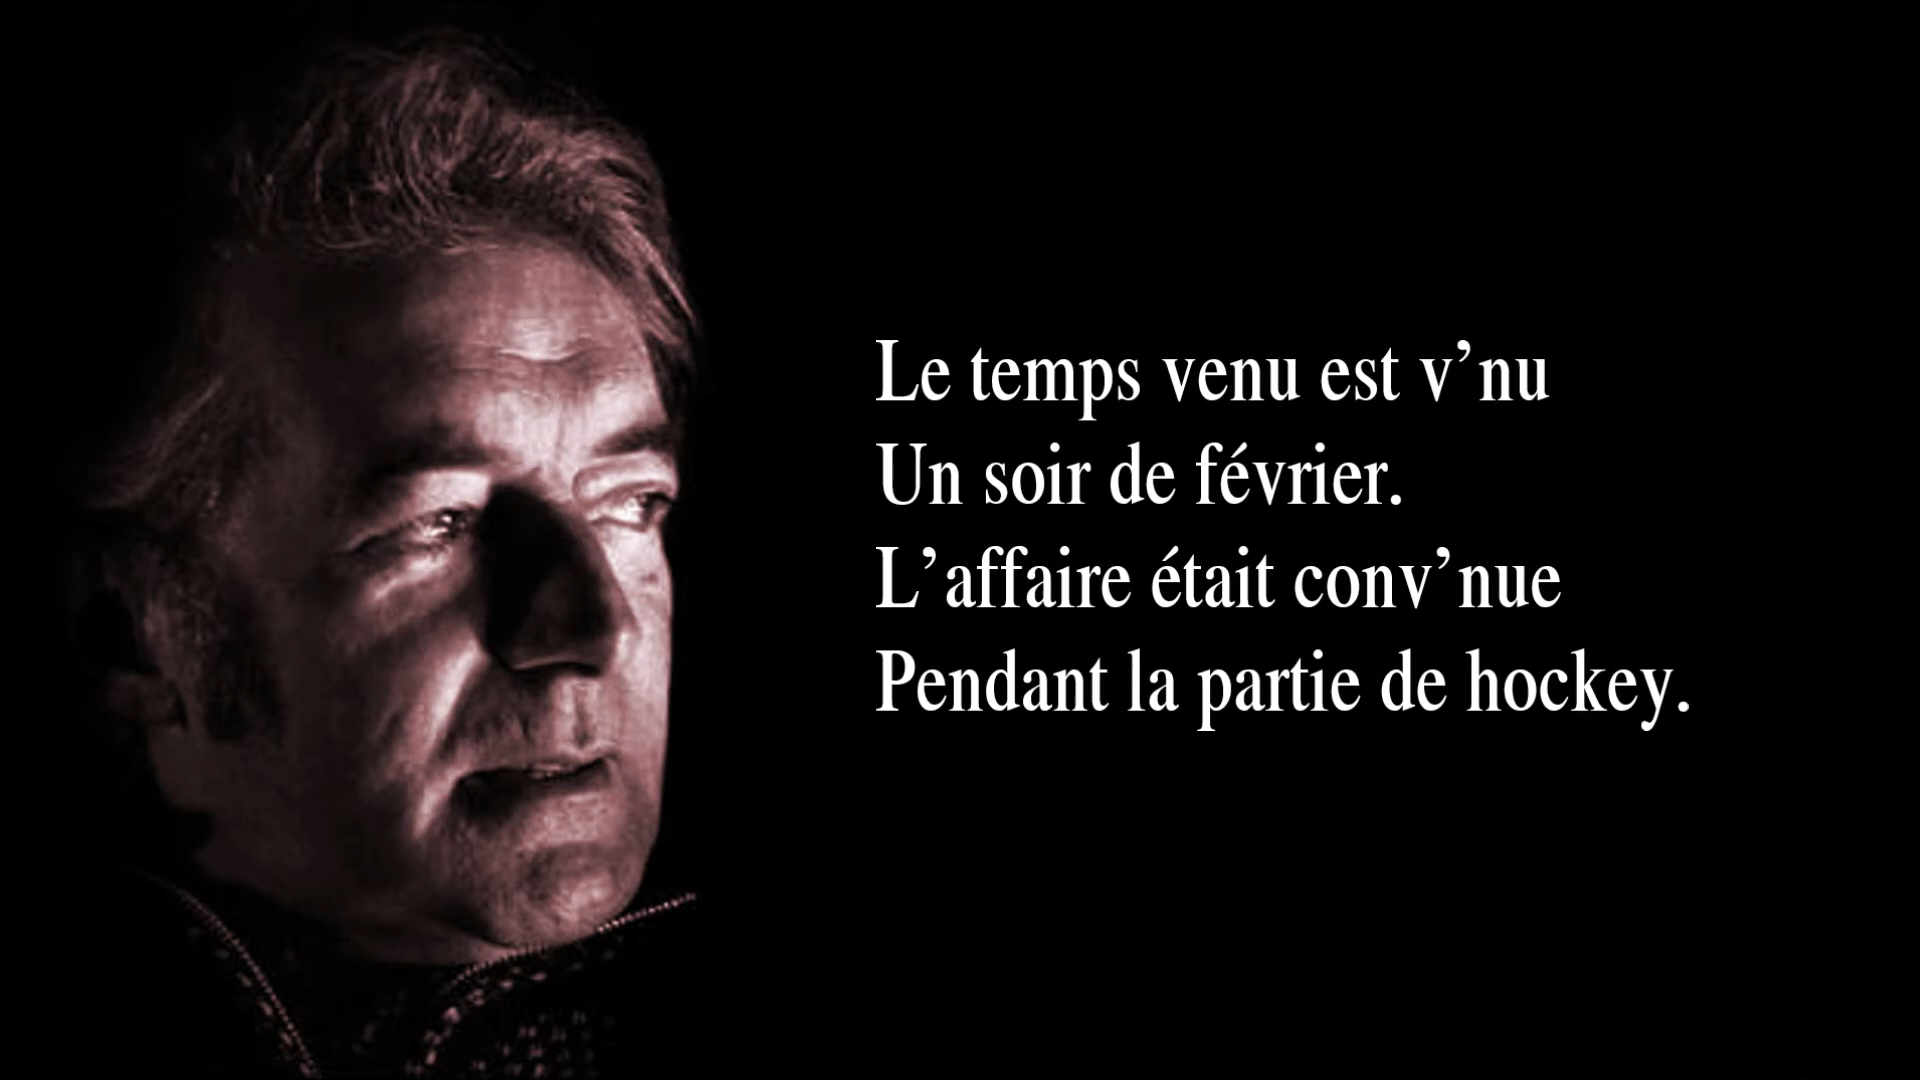 Le temps venu est v’nu
Un soir de février.
L’affaire était conv’nue
Pendant la partie de hockey.